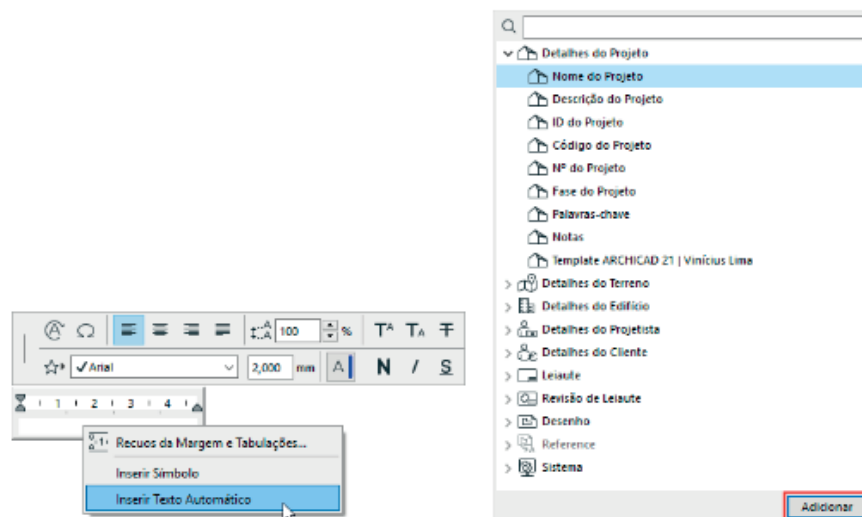 100 %
Arial
2,000 mm
A
N I S
1 2 3 4
Recuos da Margem e Tabulações...
Inserir Símbolo
Inserir Texto Automático
Detalhes do Projeto
Nome do Projeto
Descrição do Projeto
ID do Projeto
Código do Projeto
Nº do Projeto
Fase do Projeto
Palavras-chave
Notas
Template ARCHICAD 21 | Vinícius Lima
Detalhes do Terreno
Detalhes do Edifício
Detalhes do Projetista
Detalhes do Cliente
Leiaute
Revisão de Leiaute
Desenho
Reference
Sistema
Adicionar